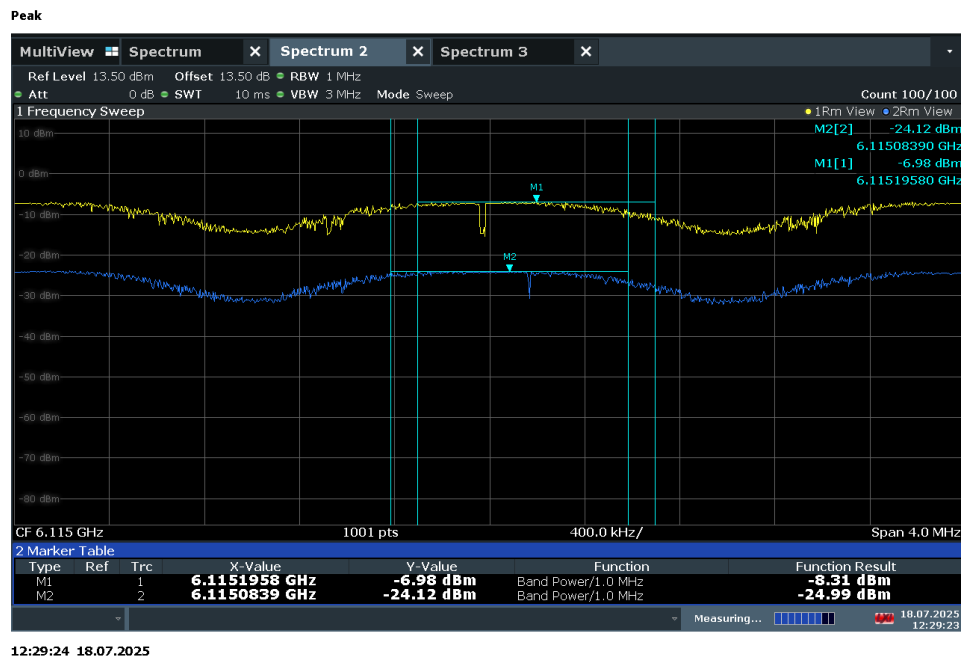 Peak
MultiView Spectrum Spectrum 2 Spectrum 3
Ref Level 13.50 dBm Offset 13.50 dB RBW 1 MHz
Att 0 dB SWT 10 ms VBW 3 MHz Mode Sweep Count 100/100
1 Frequency Sweep 1Rm View 2Rm View
M2[2] -24.12 dBm
6.11508390 GHz
M1[1] -6.98 dBm
6.11519580 GHz
10 dBm
0 dBm
M1
-10 dBm
-20 dBm
M2
-30 dBm
-40 dBm
-50 dBm
-60 dBm
-70 dBm
-80 dBm
CF 6.115 GHz 1001 pts 400.0 kHz/ Span 4.0 MHz
2 Marker Table
Type Ref Trc X-Value Y-Value Function Function Result
M1 1 6.1151958 GHz -6.98 dBm Band Power/1.0 MHz -8.31 dBm
M2 2 6.1150839 GHz -24.12 dBm Band Power/1.0 MHz -24.99 dBm
Measuring... 18.07.2025
12:29:23
12:29:24 18.07.2025